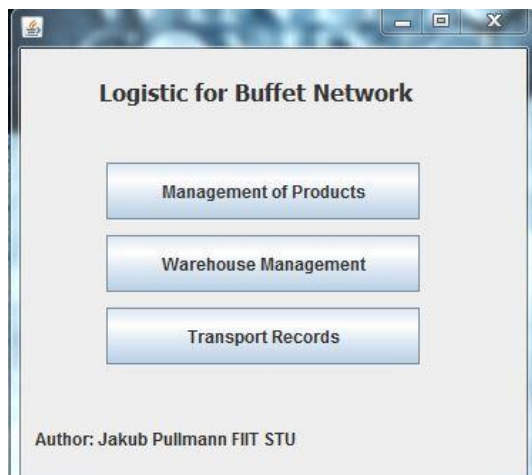 Logistic for Buffet Network
Management of Products
Warehouse Management
Transport Records
Author: Jakub Pullmann FIIT STU